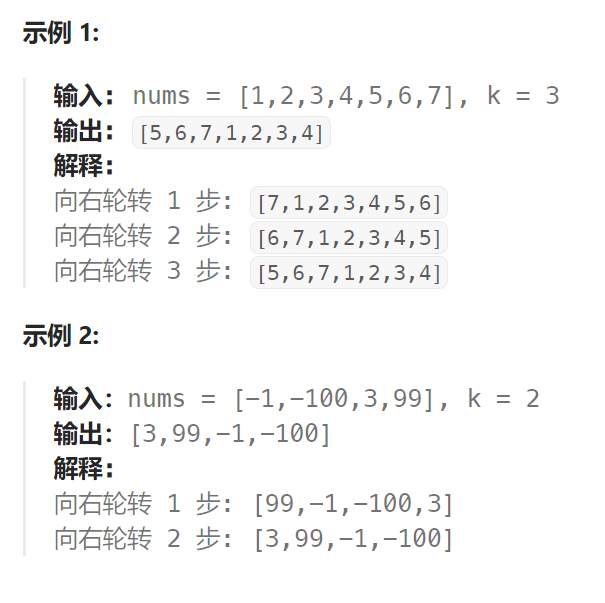 示例 1:
输入: nums = [1,2,3,4,5,6,7], k = 3
输出: [5,6,7,1,2,3,4]
解释:
向右轮转 1 步: [7,1,2,3,4,5,6]
向右轮转 2 步: [6,7,1,2,3,4,5]
向右轮转 3 步: [5,6,7,1,2,3,4]
示例 2:
输入：nums = [-1,-100,3,99], k = 2
输出：[3,99,-1,-100]
解释:
向右轮转 1 步: [99,-1,-100,3]
向右轮转 2 步: [3,99,-1,-100]